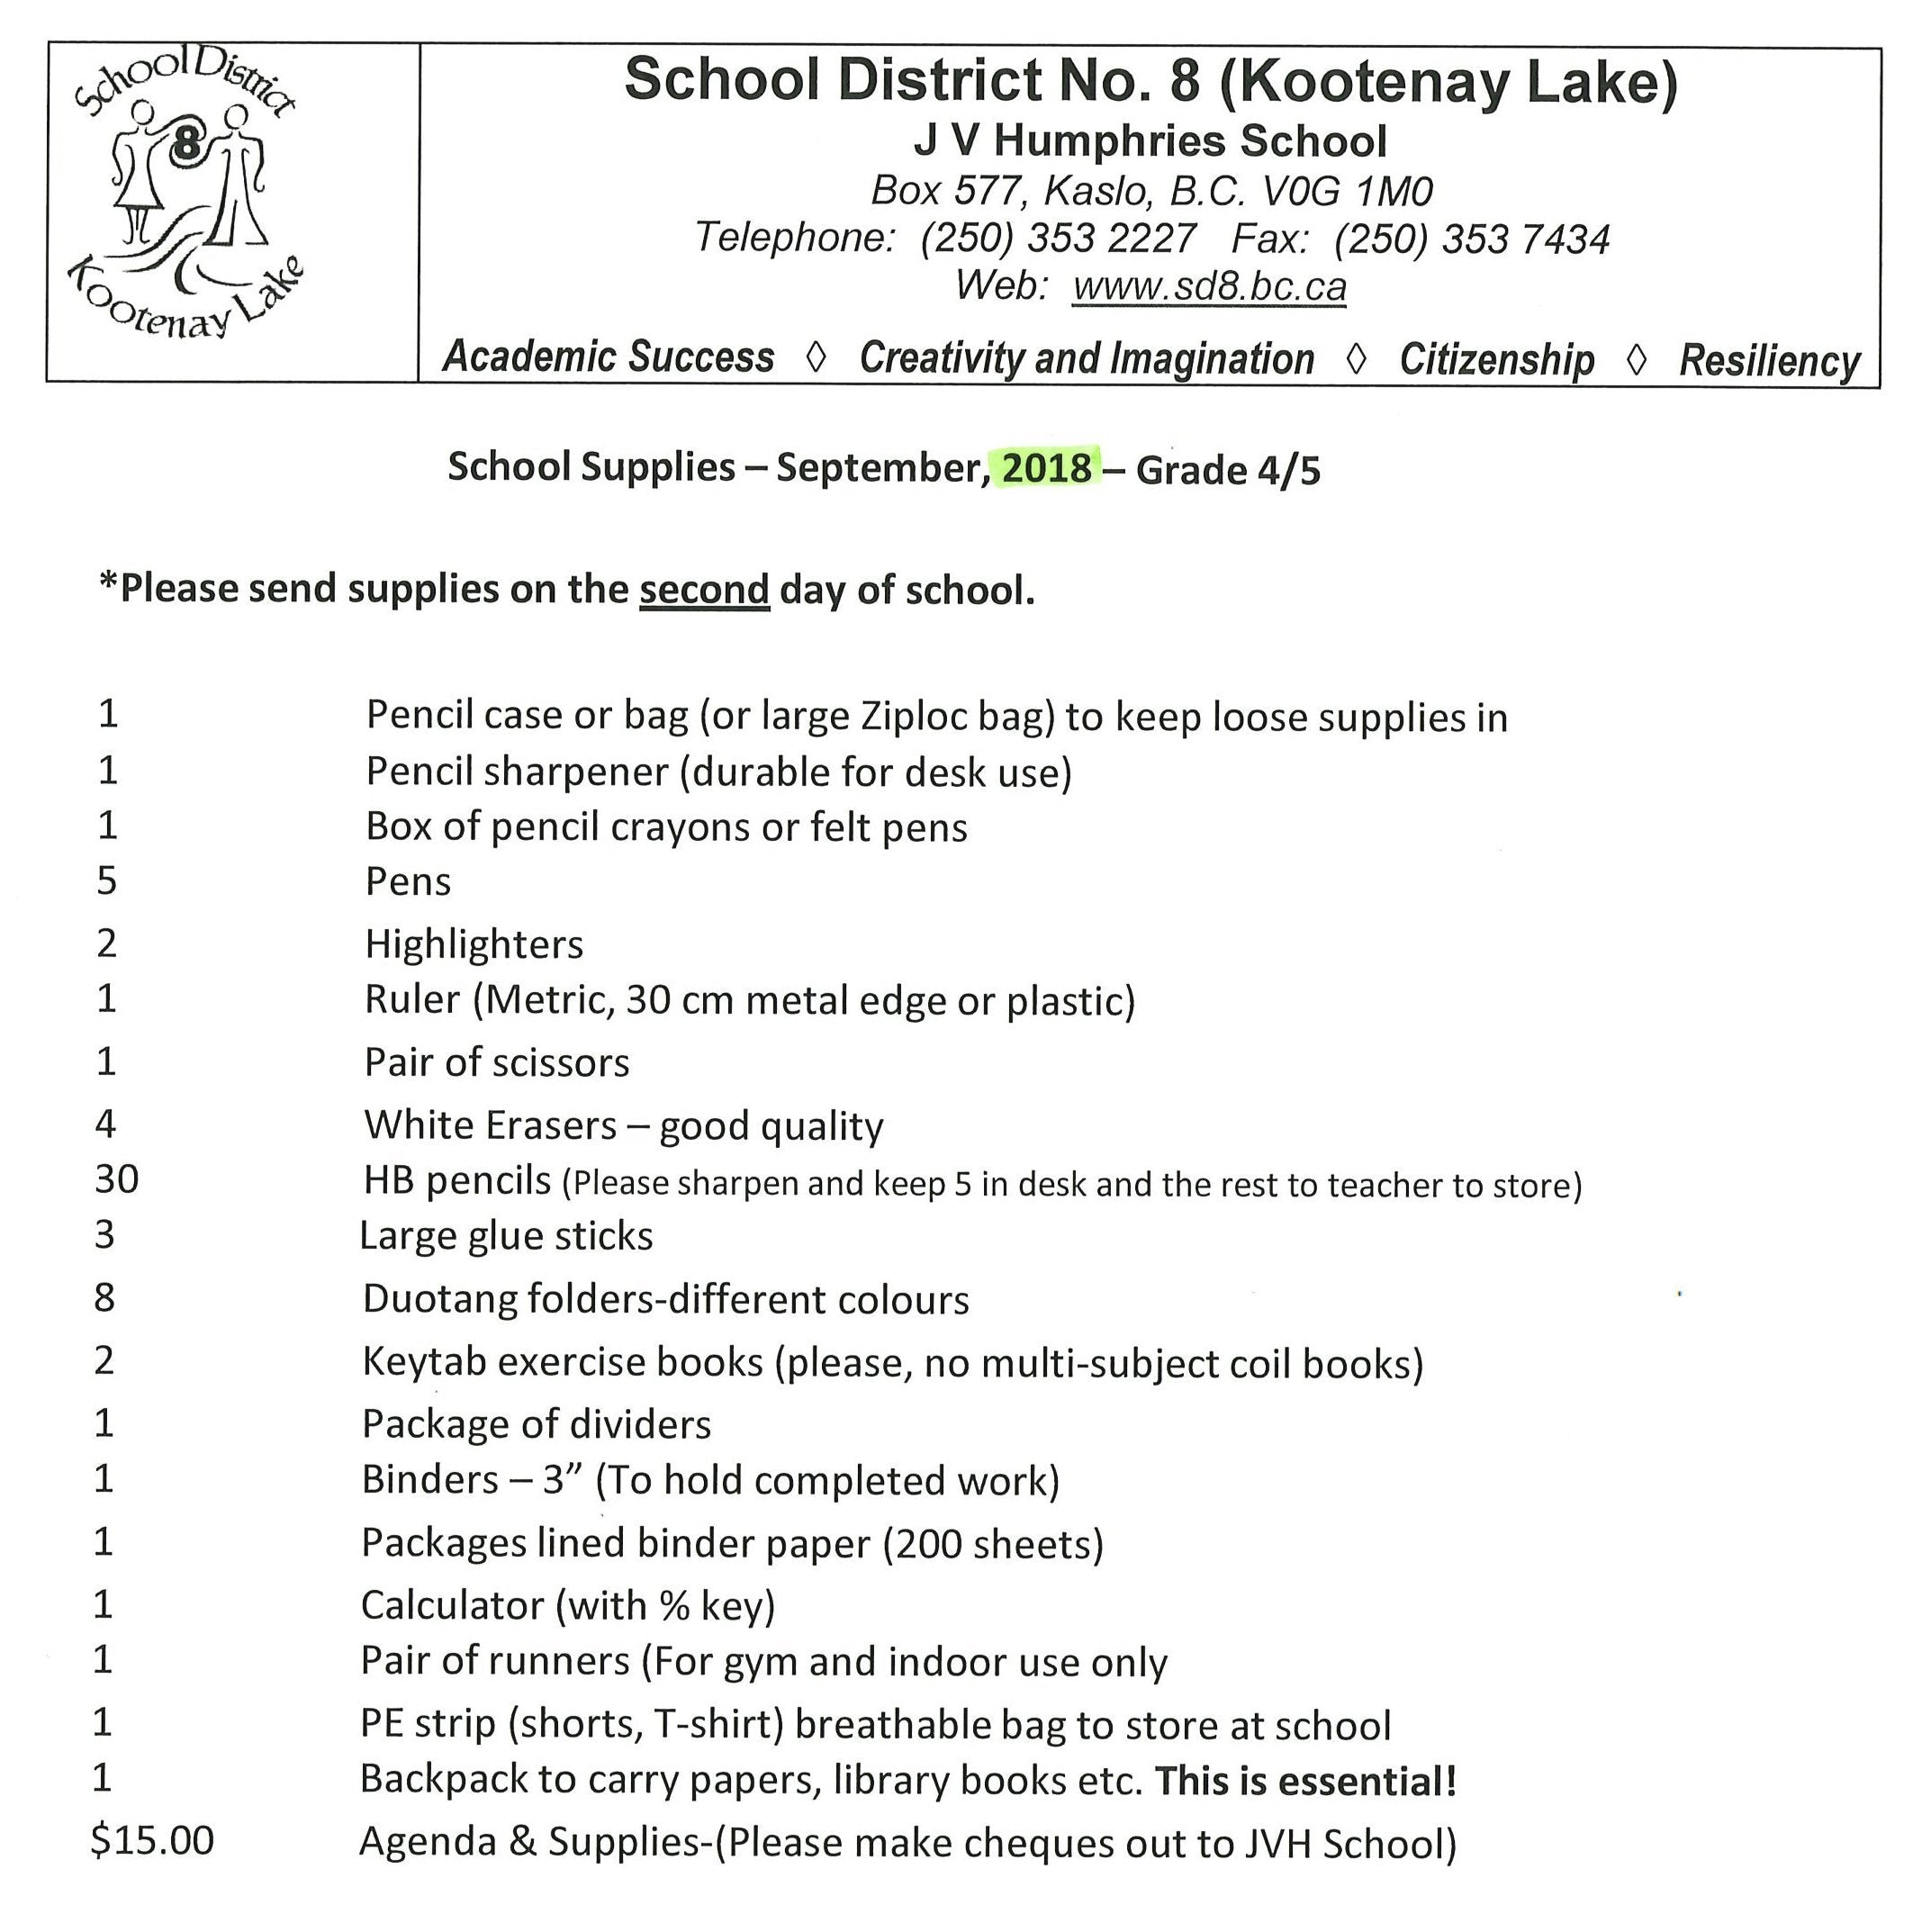 School District
8
Kootenay Lake
School District No. 8 (Kootenay Lake)
J V Humphries School
Box 577, Kaslo, B.C. V0G 1M0
Telephone: (250) 353 2227 Fax: (250) 353 7434
Web: www.sd8.bc.ca
Academic Success ◊ Creativity and Imagination ◊ Citizenship ◊ Resiliency
School Supplies – September, 2018 – Grade 4/5
*Please send supplies on the second day of school.
1 Pencil case or bag (or large Ziploc bag) to keep loose supplies in
1 Pencil sharpener (durable for desk use)
1 Box of pencil crayons or felt pens
5 Pens
2 Highlighters
1 Ruler (Metric, 30 cm metal edge or plastic)
1 Pair of scissors
4 White Erasers – good quality
30 HB pencils (Please sharpen and keep 5 in desk and the rest to teacher to store)
3 Large glue sticks
8 Duotang folders-different colours
2 Keytab exercise books (please, no multi-subject coil books)
1 Package of dividers
1 Binders – 3” (To hold completed work)
1 Packages lined binder paper (200 sheets)
1 Calculator (with % key)
1 Pair of runners (For gym and indoor use only
1 PE strip (shorts, T-shirt) breathable bag to store at school
1 Backpack to carry papers, library books etc. This is essential!
$15.00 Agenda & Supplies-(Please make cheques out to JVH School)